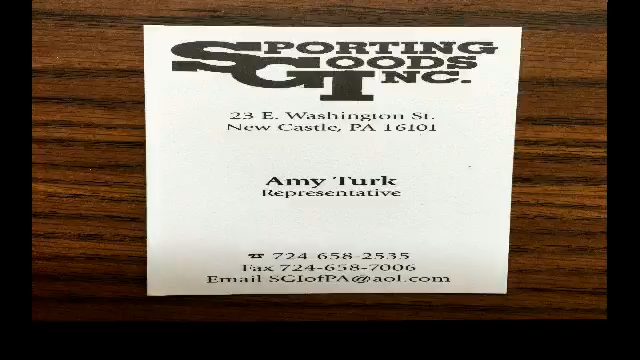 SPORTING
GOODS
INC.
23 E. Washington St.
New Castle, PA 16101
Amy Turk
Representative
☎ 724 658-2535
Fax 724-658-7006
Email SGIofPA@aol.com